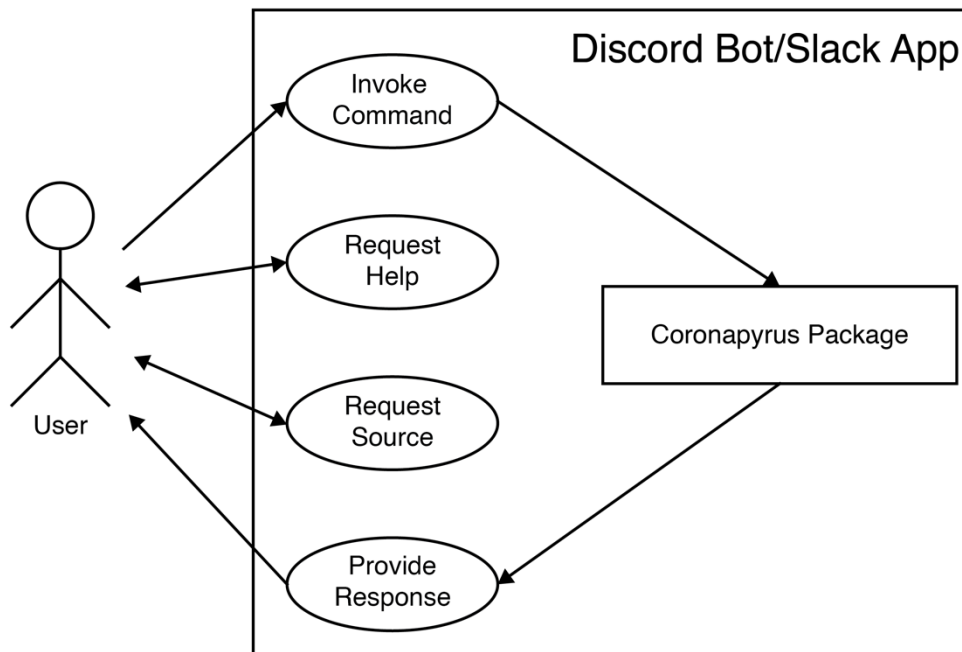 Discord Bot/Slack App
Invoke
Command
Request
Help
Coronapyrus Package
Request
Source
User
Provide
Response